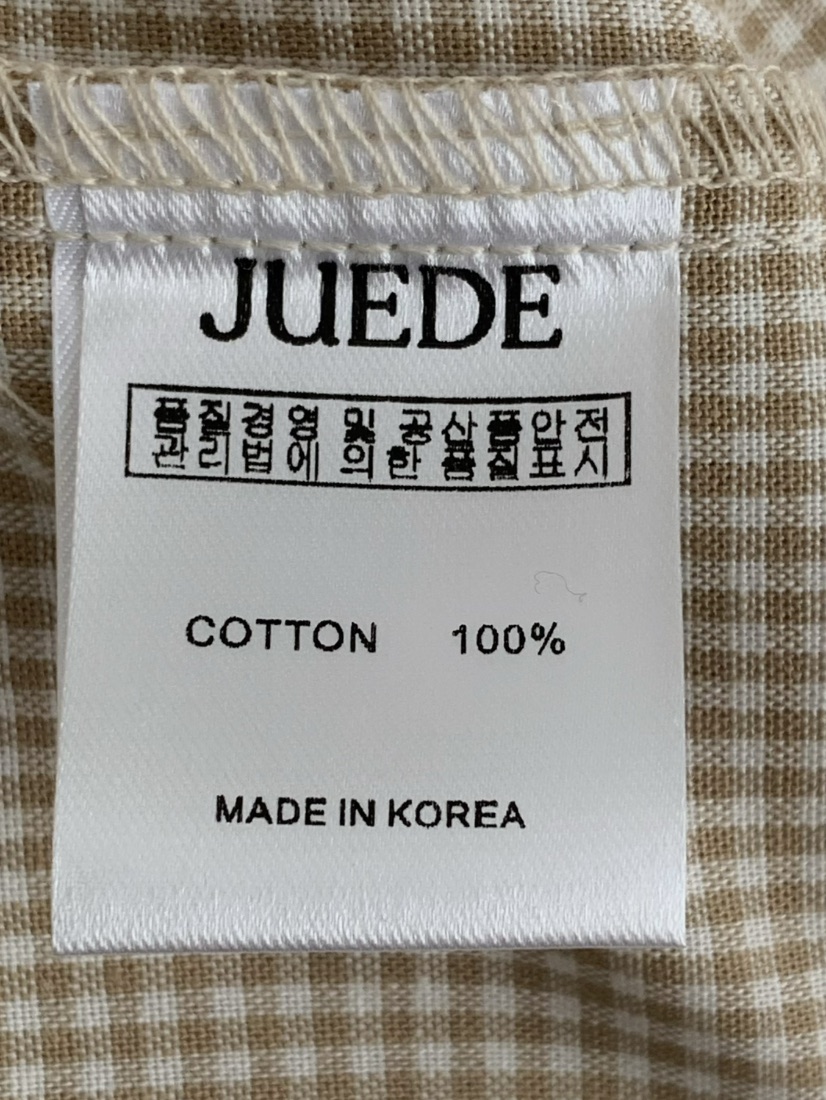 JUEDE
품질경영 및 공산품안전
관리법에 의한 품질표시
COTTON 100%
MADE IN KOREA